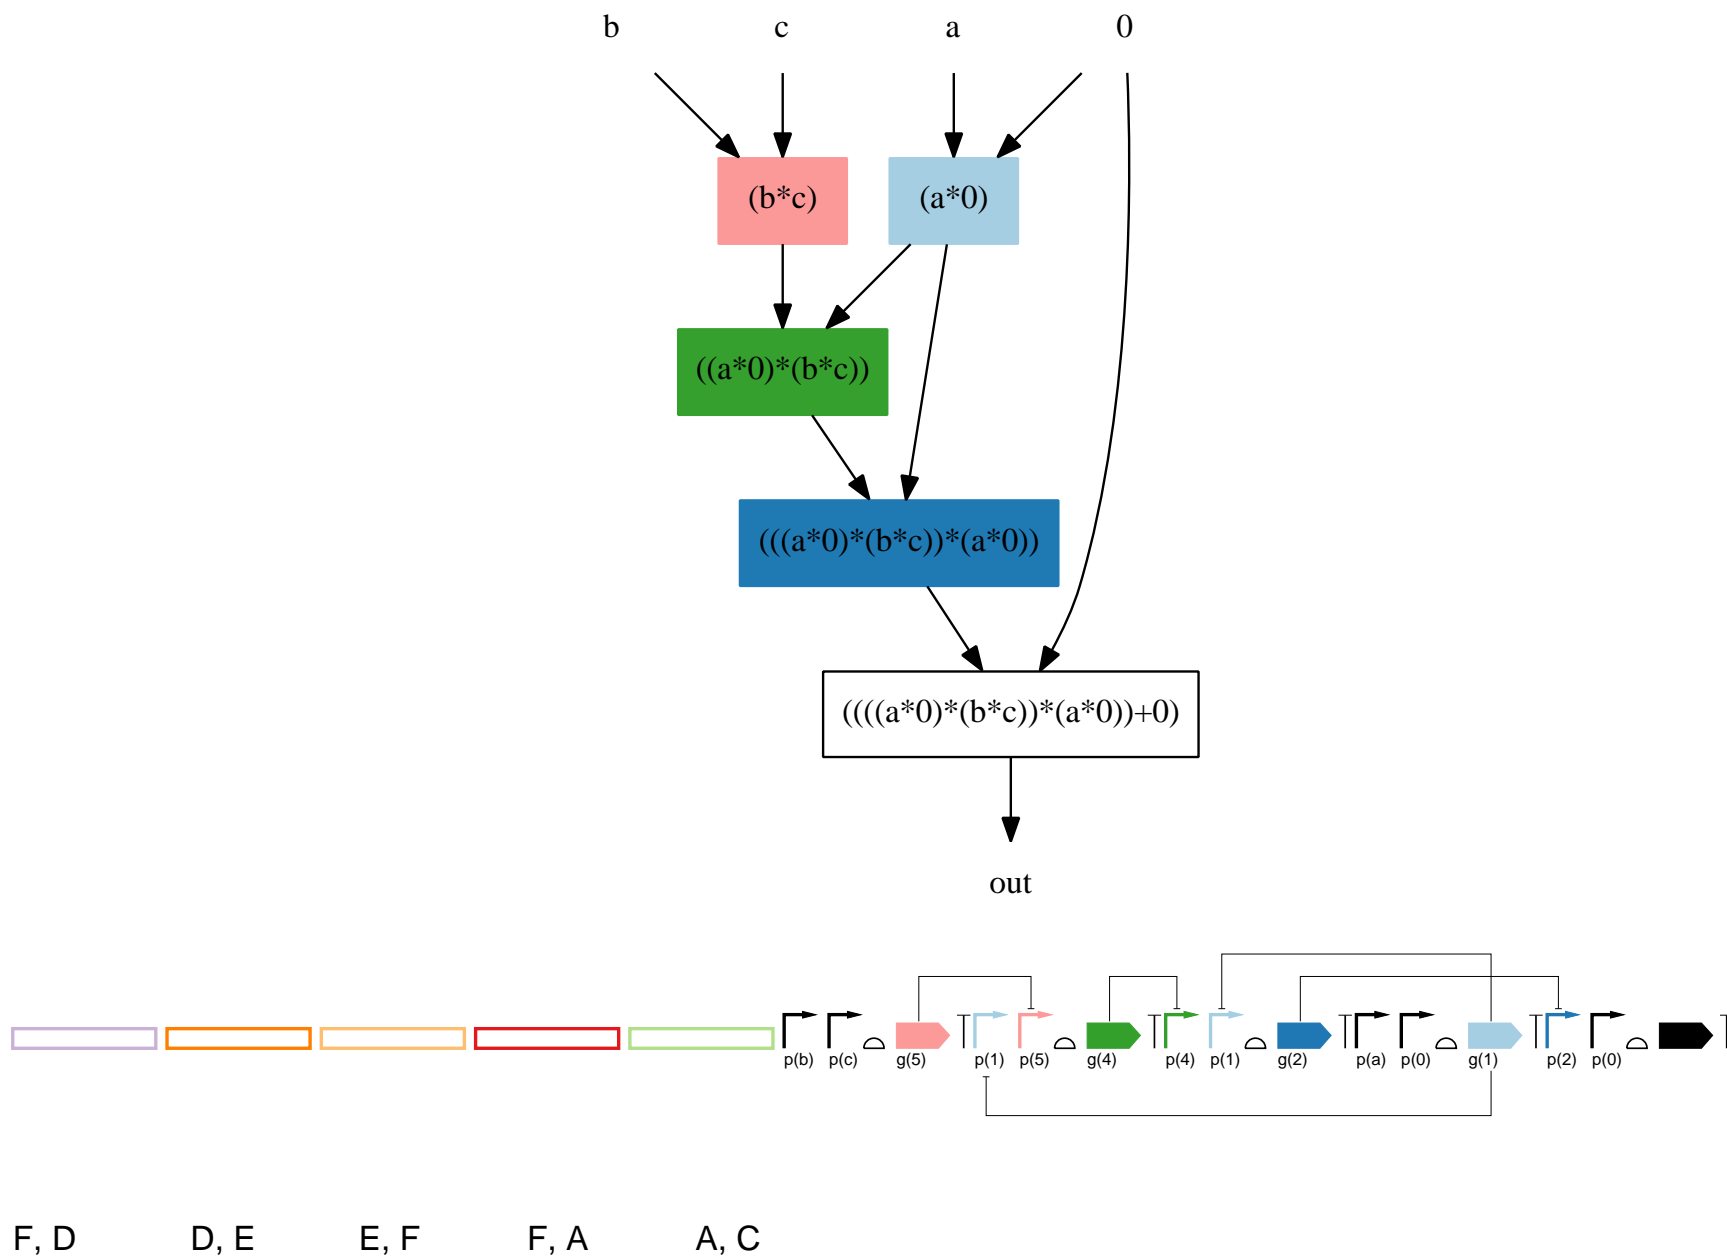 b c a 0
(b*c) (a*0)
((a*0)*(b*c))
(((a*0)*(b*c))*(a*0))
((((a*0)*(b*c))*(a*0))+0)
out
p(b) p(c) g(5) p(1) p(5) g(4) p(4) p(1) g(2) p(a) p(0) g(1) p(2) p(0)
F, D D, E E, F F, A A, C